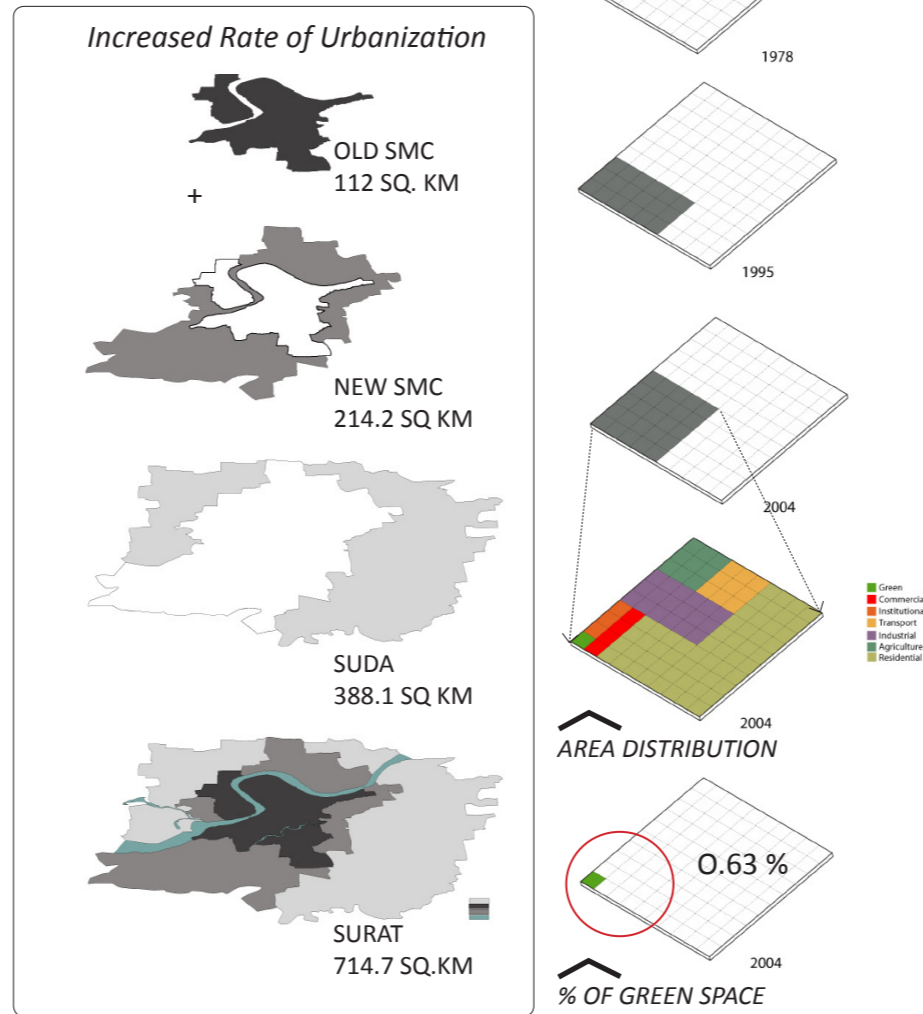 Increased Rate of Urbanization
OLD SMC
112 SQ. KM
+
NEW SMC
214.2 SQ KM
SUDA
388.1 SQ KM
SURAT
714.7 SQ.KM
1978
1995
2004
Green
Commercia
Institutiona
Transport
Industrial
Agriculture
Residential
2004
AREA DISTRIBUTION
O.63 %
2004
% OF GREEN SPACE